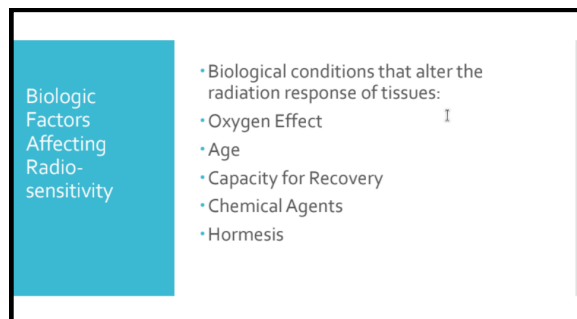 Biologic
Factors
Affecting
Radio-
sensitivity
• Biological conditions that alter the
radiation response of tissues:
• Oxygen Effect
• Age
• Capacity for Recovery
• Chemical Agents
• Hormesis